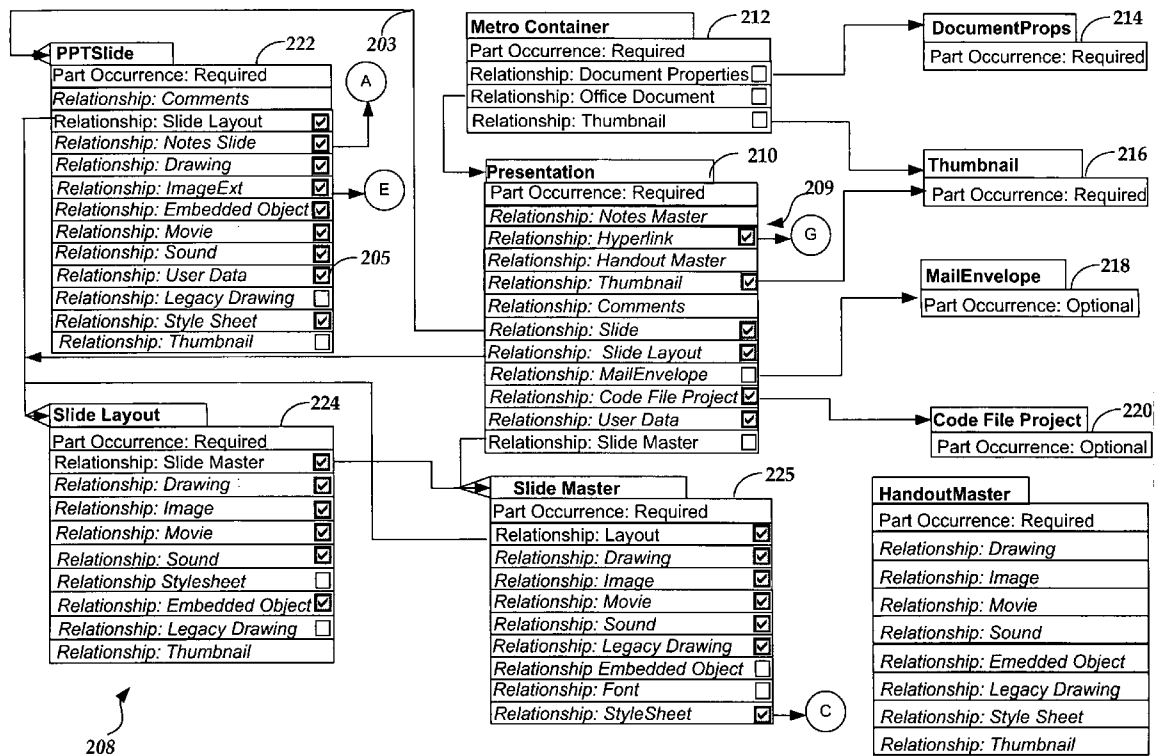 PPTSlide
222
Part Occurrence: Required
Relationship: Comments
Relationship: Slide Layout
Relationship: Notes Slide
Relationship: Drawing
Relationship: ImageExt
Relationship: Embedded Object
Relationship: Movie
Relationship: Sound
Relationship: User Data
Relationship: Legacy Drawing
Relationship: Style Sheet
Relationship: Thumbnail
203
A
E
205
Metro Container
212
Part Occurrence: Required
Relationship: Document Properties
Relationship: Office Document
Relationship: Thumbnail
DocumentProps
214
Part Occurrence: Required
Presentation
210
Part Occurrence: Required
Relationship: Notes Master
Relationship: Hyperlink
Relationship: Handout Master
Relationship: Thumbnail
Relationship: Comments
Relationship: Slide
Relationship: Slide Layout
Relationship: MailEnvelope
Relationship: Code File Project
Relationship: User Data
Relationship: Slide Master
209
G
Thumbnail
216
Part Occurrence: Required
MailEnvelope
218
Part Occurrence: Optional
Code File Project
220
Part Occurrence: Optional
Slide Layout
224
Part Occurrence: Required
Relationship: Slide Master
Relationship: Drawing
Relationship: Image
Relationship: Movie
Relationship: Sound
Relationship Stylesheet
Relationship: Embedded Object
Relationship: Legacy Drawing
Relationship: Thumbnail
208
Slide Master
225
Part Occurrence: Required
Relationship: Layout
Relationship: Drawing
Relationship: Image
Relationship: Movie
Relationship: Sound
Relationship: Legacy Drawing
Relationship Embedded Object
Relationship: Font
Relationship: StyleSheet
C
HandoutMaster
Part Occurrence: Required
Relationship: Drawing
Relationship: Image
Relationship: Movie
Relationship: Sound
Relationship: Emedded Object
Relationship: Legacy Drawing
Relationship: Style Sheet
Relationship: Thumbnail